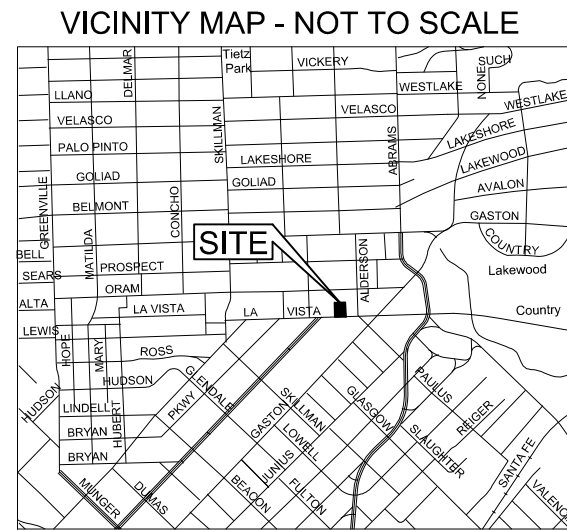 VICINITY MAP - NOT TO SCALE
Tietz
Park
VICKERY
SUCH
NONE
DELMAR
LLANO
WESTLAKE
WESTLAKE
VELASCO
VELASCO
SKILLMAN
ABRAMS
LAKESHORE
PALO PINTO
LAKESHORE
LAKEWOOD
GOLIAD
GOLIAD
AVALON
GREENVILLE
BELMONT
CONCHO
GASTON
MATILDA
SITE
COUNTRY
BELL
ALDERSON
SEARS
PROSPECT
Lakewood
ORAM
ALTA
LA VISTA
LA
VISTA
Country
LEWIS
HOPE
MARY
ROSS
HUDSON
GLENDALE
PAULUS
HUDSON
PKWY
SKILLMAN
GLASGOW
REIGER
LINDELL
HUBERT
GASTON
LOWELL
SLAUGHTER
BRYAN
BRYAN
JUNIUS
SANTA FE
MUNGER
DUMAS
BEACON
FULTON
VALENC